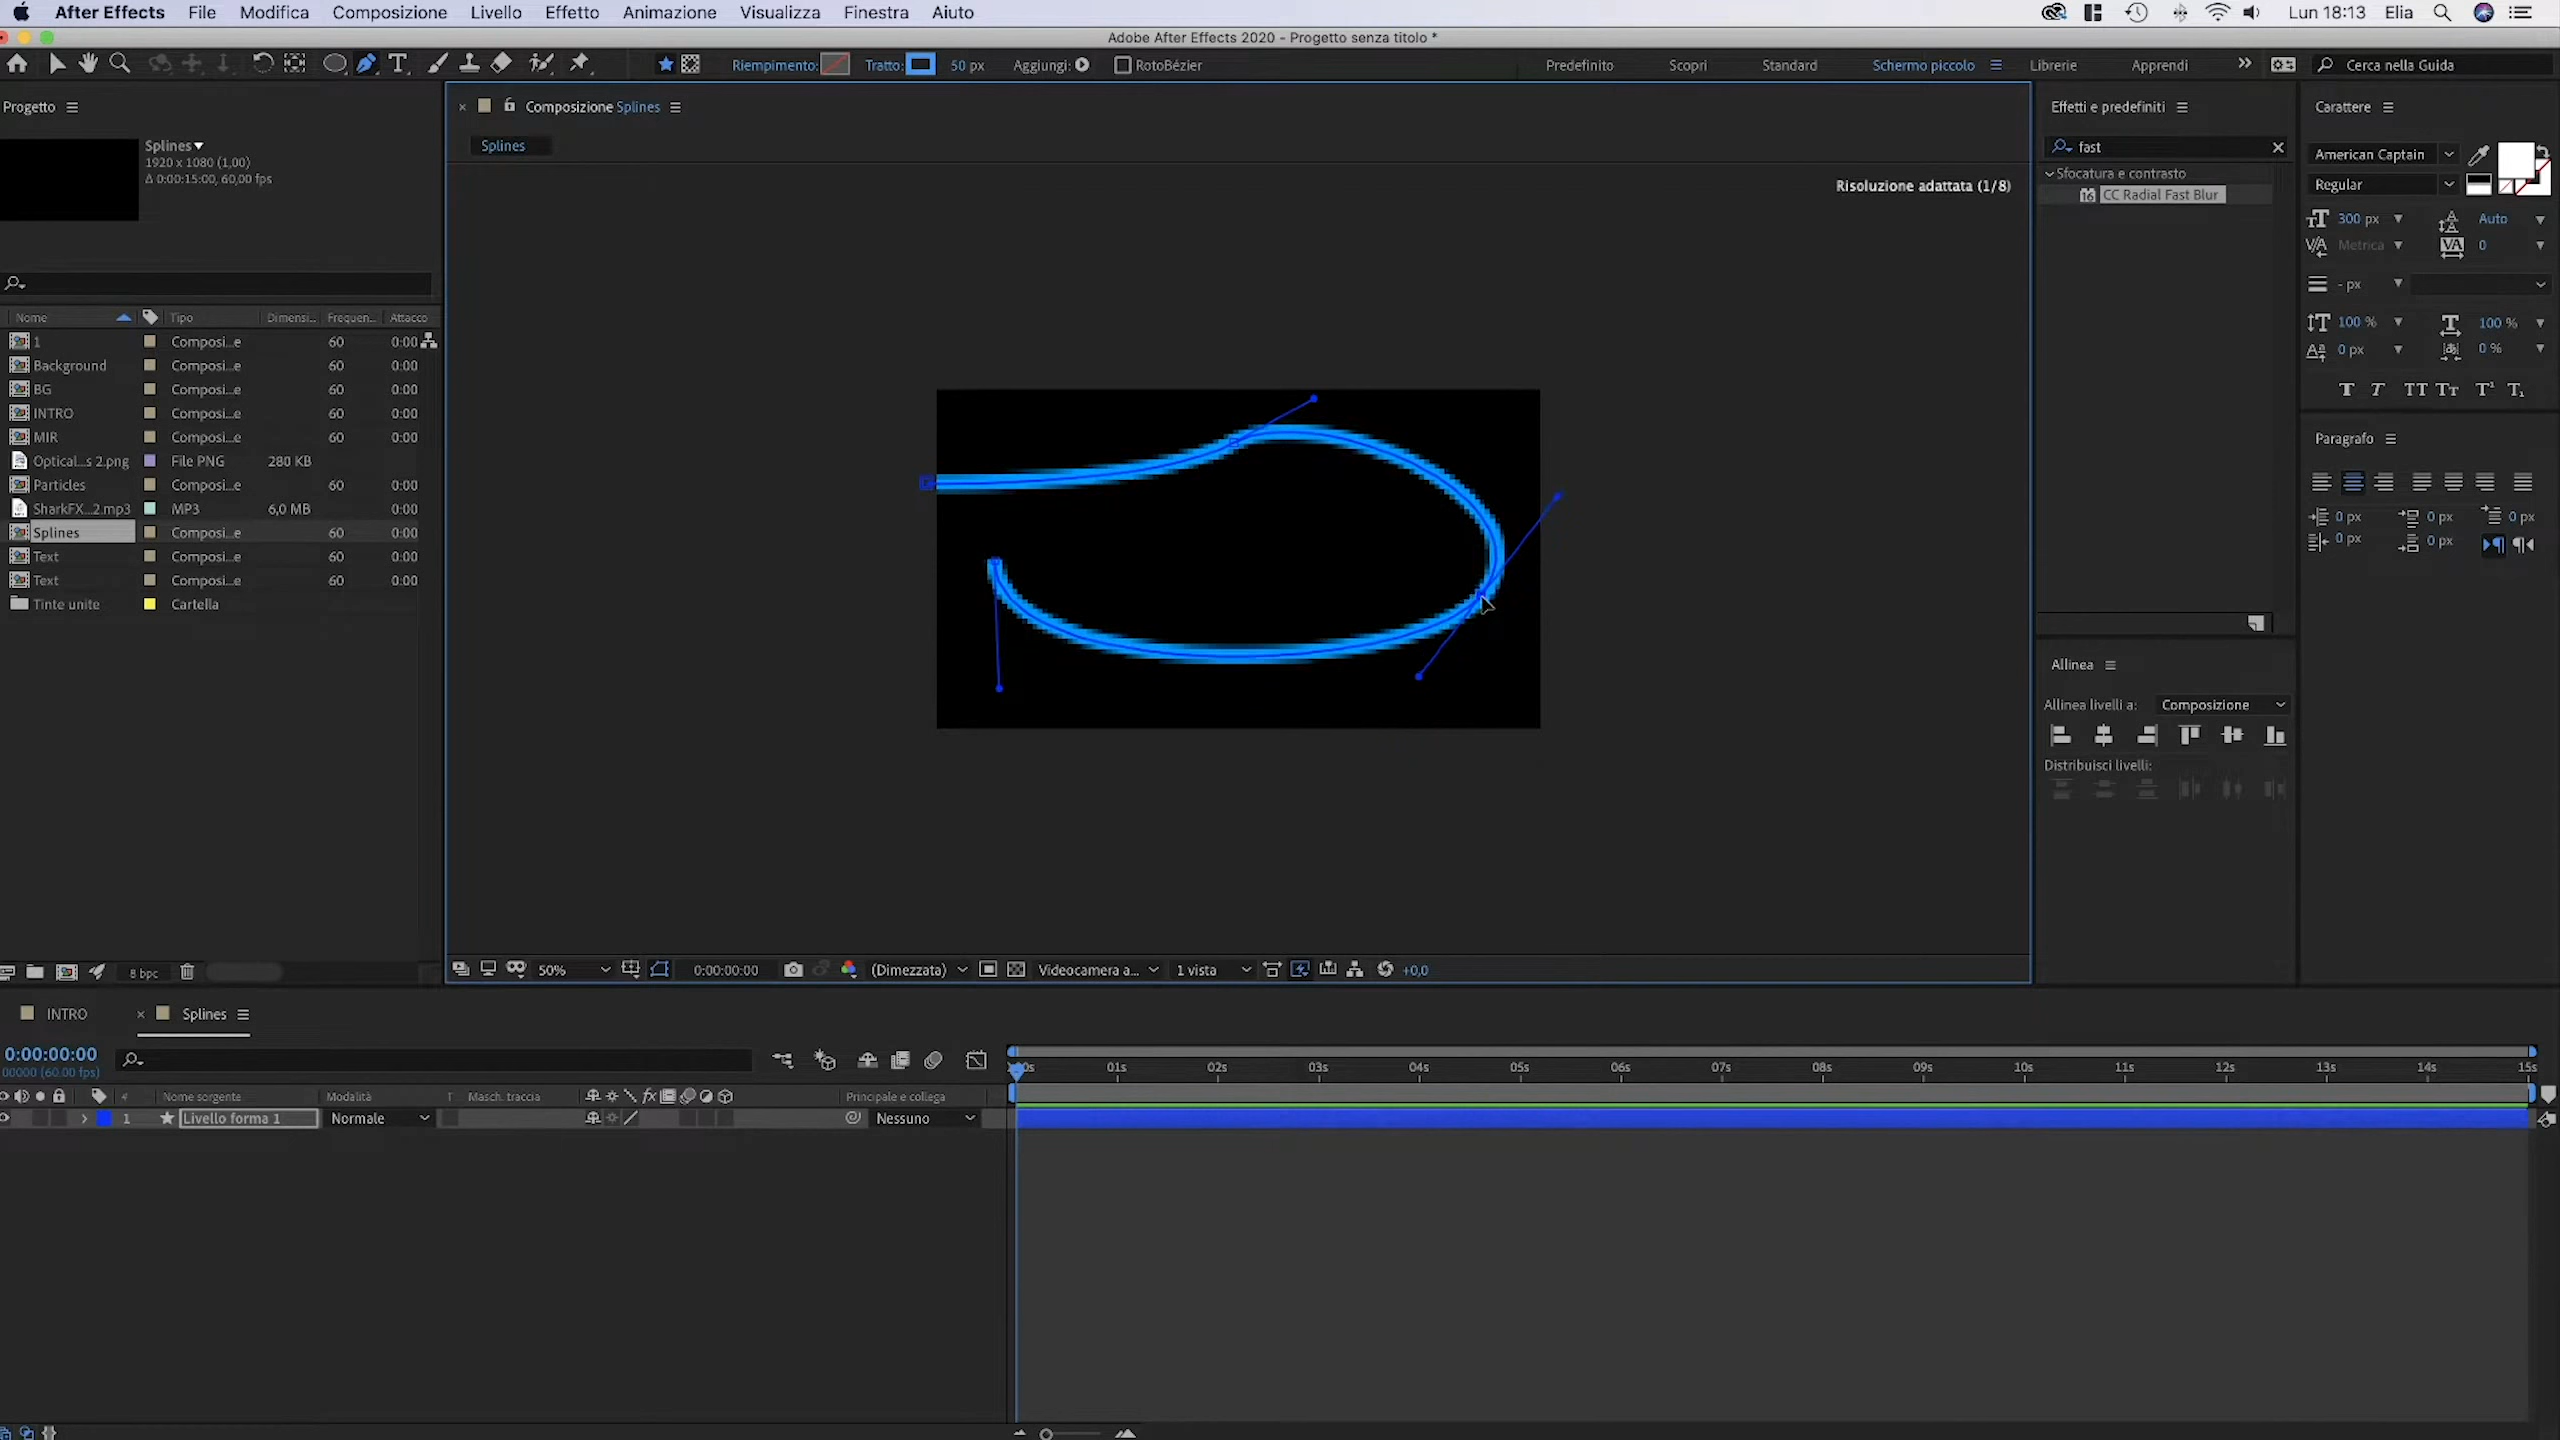 After Effects File Modifica Composizione Livello Effetto Animazione Visualizza Finestra Aiuto Lun 18:13 Elia
Adobe After Effects 2020 - Progetto senza titolo *
Riempimento: Tratto: 50 px Aggiungi: RotoBézier Predefinito Scopri Standard Schermo piccolo Librerie Apprendi Cerca nella Guida
Progetto
Splines
1920 x 1080 (1,00)
Δ 0:00:15:00, 60,00 fps
Nome Tipo Dimensi... Frequen... Attacco
1 Composi...e 60 0:00
Background Composi...e 60 0:00
BG Composi...e 60 0:00
INTRO Composi...e 60 0:00
MIR Composi...e 60 0:00
Optical...s 2.png File PNG 280 KB
Particles Composi...e 60 0:00
SharkFX...2.mp3 MP3 6,0 MB 0:00
Splines Composi...e 60 0:00
Text Composi...e 60 0:00
Text Composi...e 60 0:00
Tinte unite Cartella
8 bpc
Composizione Splines
Splines
Risoluzione adattata (1/8)
50% 0:00:00:00 (Dimezzata) Videocamera a... 1 vista +0,0
Effetti e predefiniti
fast
Sfocatura e contrasto
CC Radial Fast Blur
Allinea
Allinea livelli a: Composizione
Distribuisci livelli:
Carattere
American Captain
Regular
300 px Auto
Metrica 0
- px
100 % 100 %
0 px 0 %
T T TT Tт T¹ T₁
Paragrafo
0 px 0 px 0 px
0 px 0 px
INTRO Splines
0:00:00:00
00000 (60.00 fps)
01s 02s 03s 04s 05s 06s 07s 08s 09s 10s 11s 12s 13s 14s 15s
# Nome sorgente Modalità T Masch. traccia Principale e collega
1 Livello forma 1 Normale Nessuno